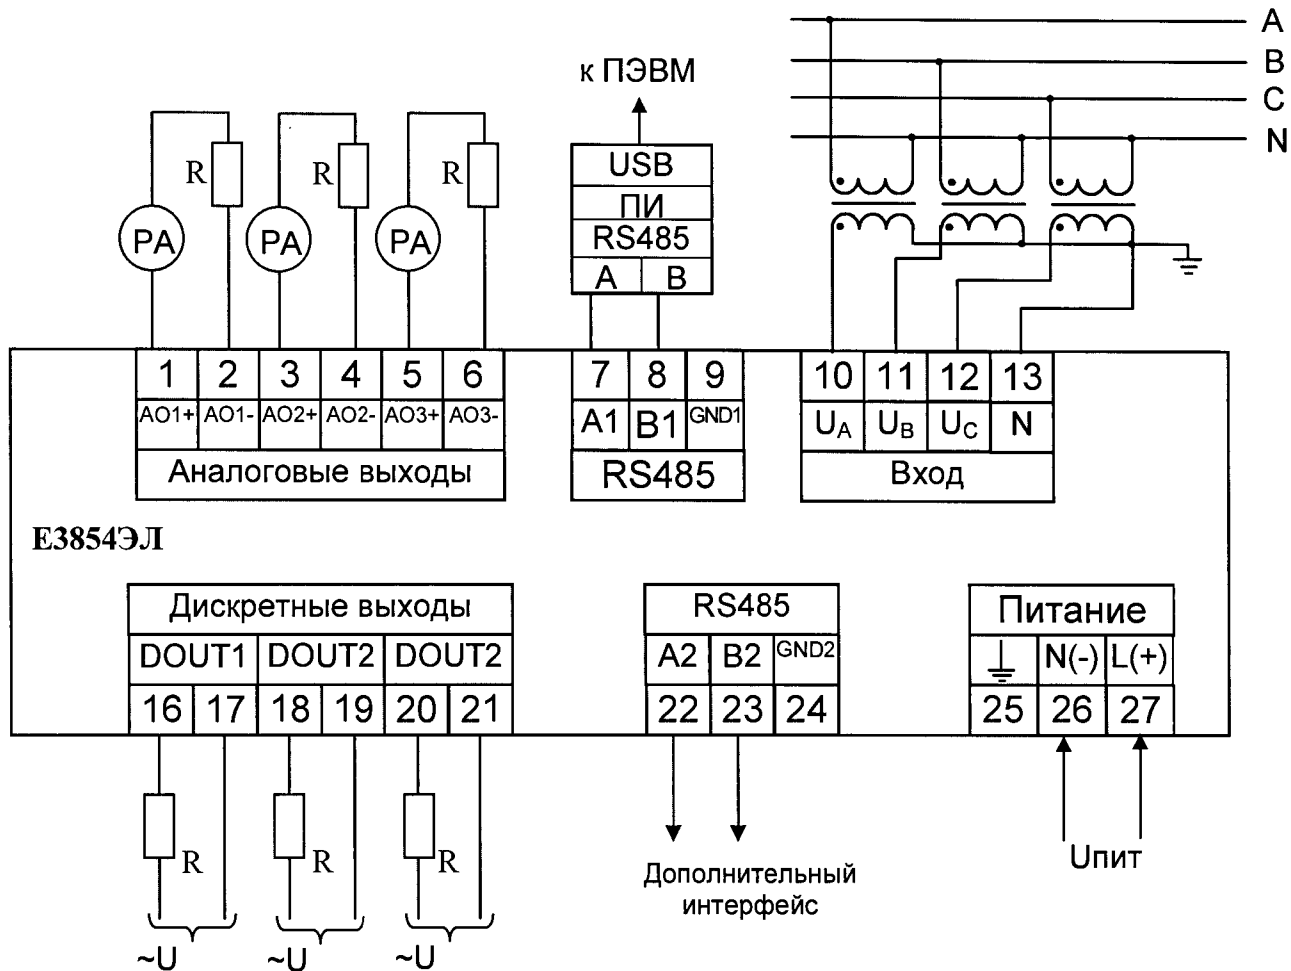 A
B
C
N
к ПЭВМ
USB
ПИ
RS485
A B
R R R
PA PA PA
1 2 3 4 5 6
AO1+ AO1- AO2+ AO2- AO3+ AO3-
Аналоговые выходы
7 8 9
A1 B1 GND1
RS485
10 11 12 13
UA UB UC N
Вход
Е3854ЭЛ
Дискретные выходы
DOUT1 DOUT2 DOUT2
16 17 18 19 20 21
R R R
~U ~U ~U
RS485
A2 B2 GND2
22 23 24
Дополнительный
интерфейс
Питание
N(-) L(+)
25 26 27
Uпит